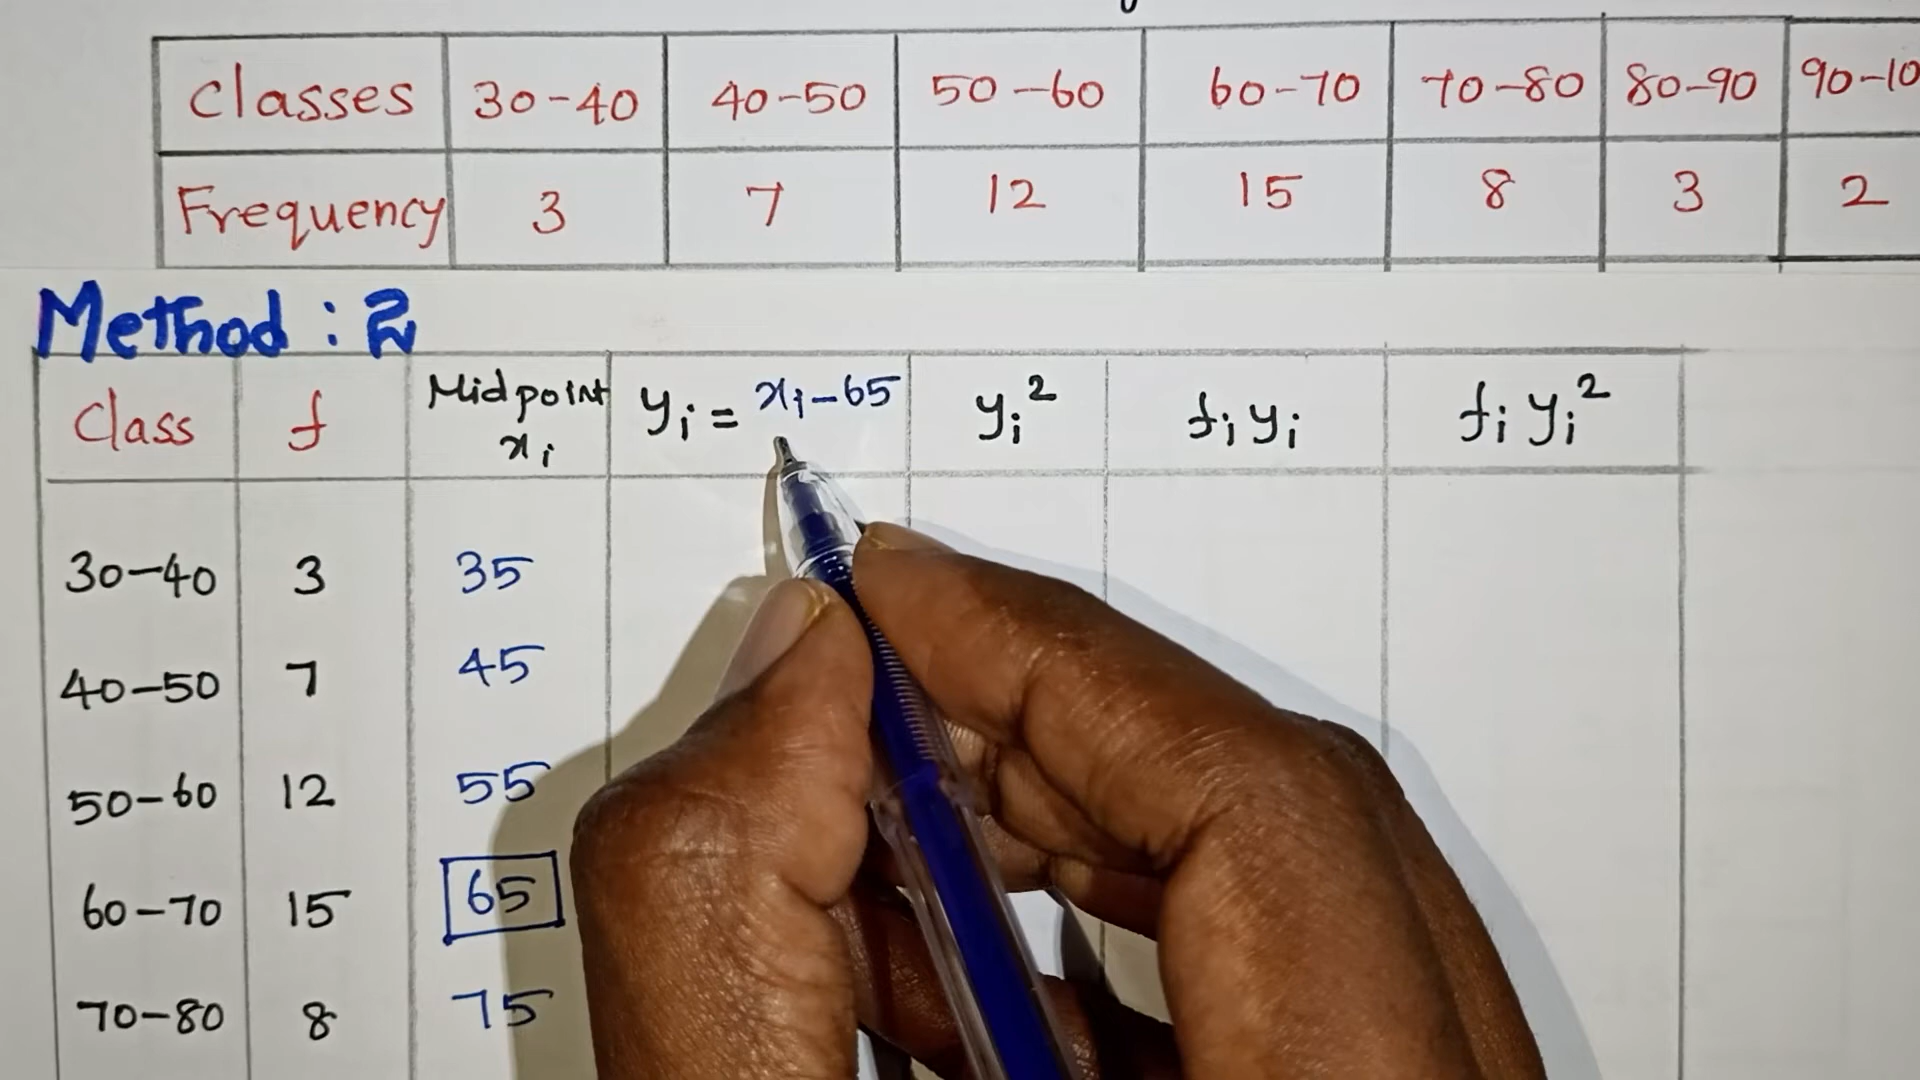 Classes 30-40 40-50 50-60 60-70 70-80 80-90 90-10
Frequency 3 7 12 15 8 3 2
Method : 2
Class f Midpoint xᵢ yᵢ = xᵢ-65 yᵢ² fᵢyᵢ fᵢyᵢ²
30-40 3 35
40-50 7 45
50-60 12 55
60-70 15 65
70-80 8 75